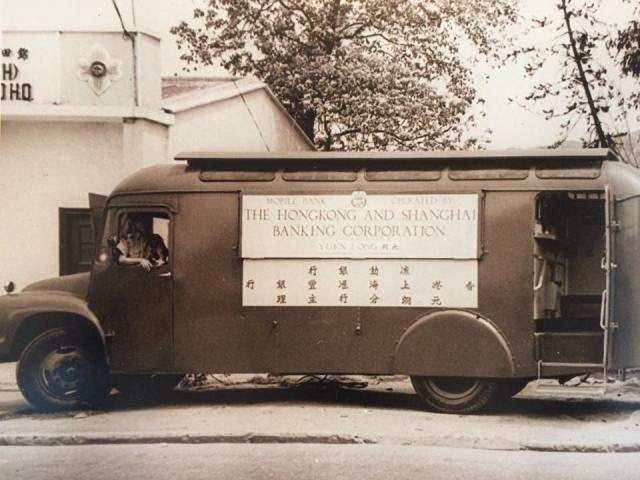 H)
H.Q.
MOBILE BANK OPERATED BY
THE HONGKONG AND SHANGHAI
BANKING CORPORATION
YUEN LONG 元朗
流動銀行
香港上海滙豐銀行
元朗分行主理